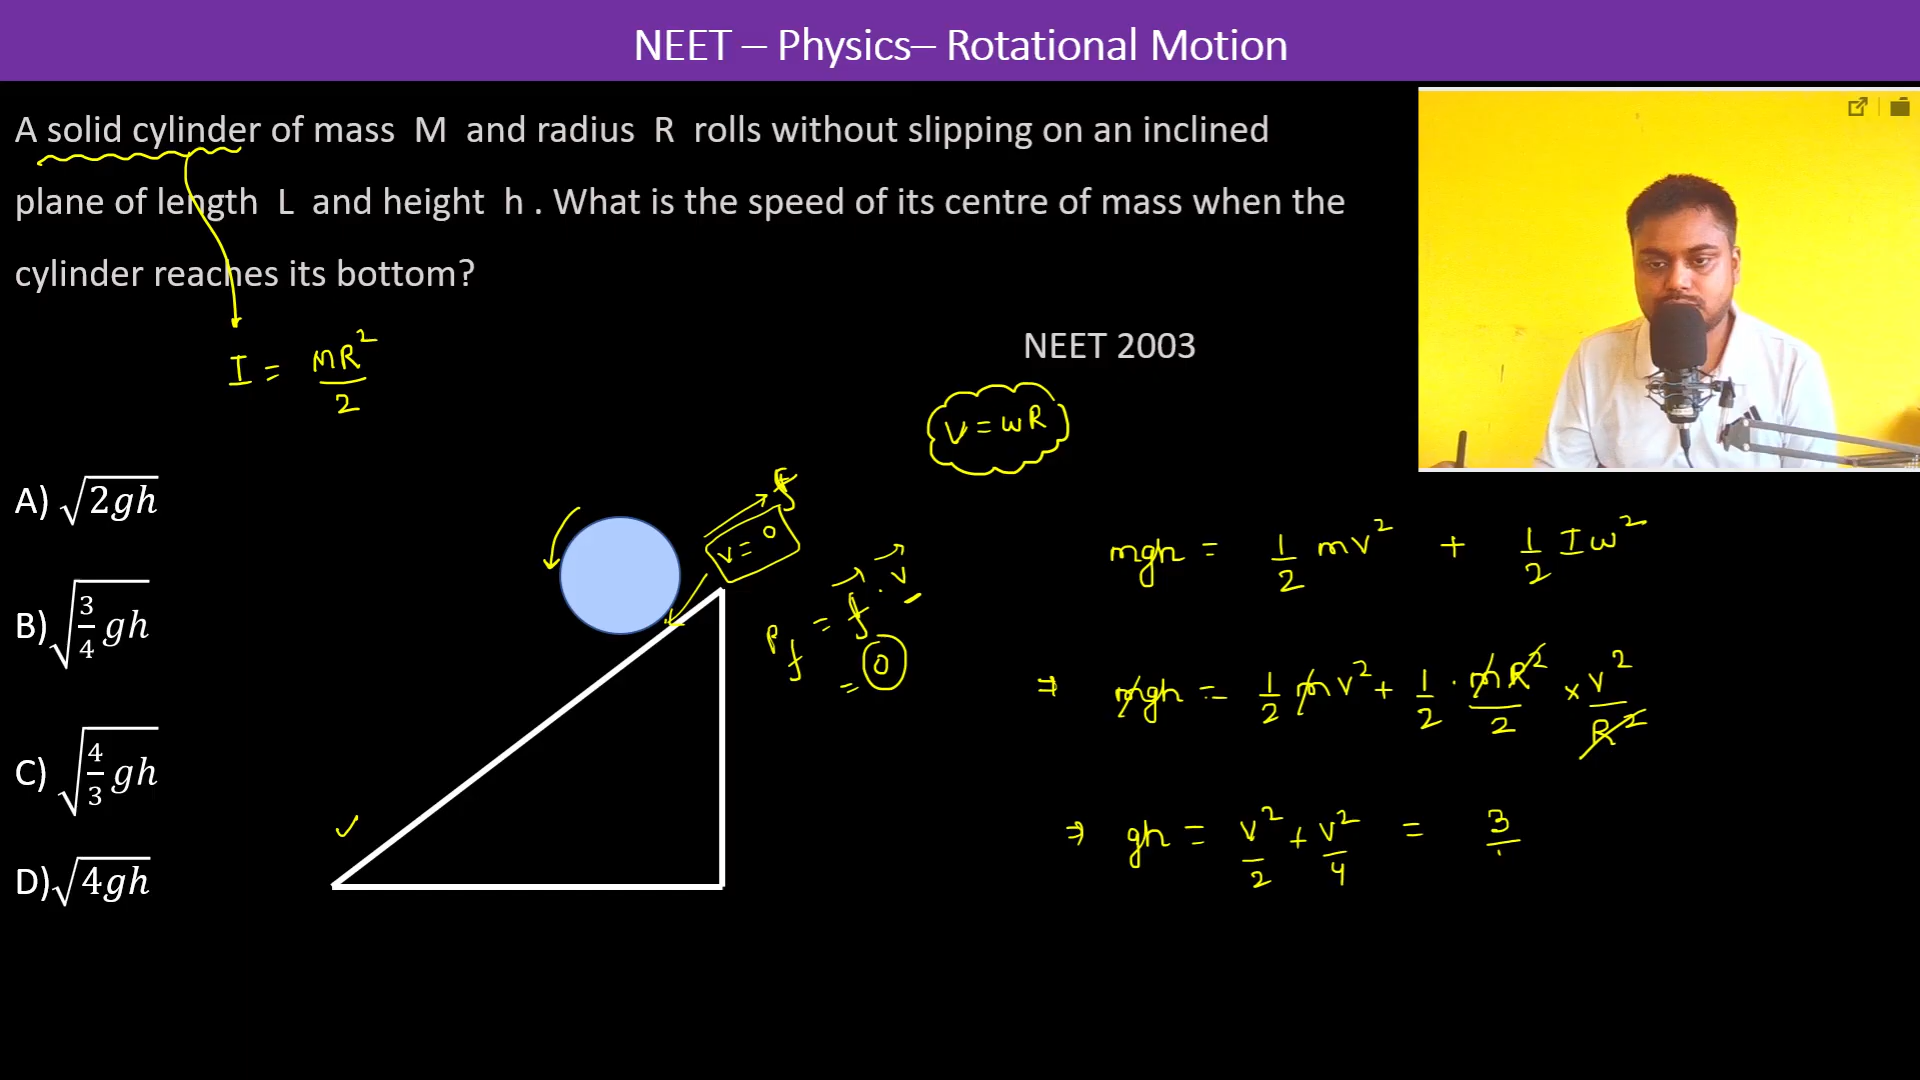 NEET – Physics– Rotational Motion
A solid cylinder of mass M and radius R rolls without slipping on an inclined
plane of length L and height h . What is the speed of its centre of mass when the
cylinder reaches its bottom?
NEET 2003
I = MR²/2
V = ωR
A) √(2gh)
B) √(3/4 gh)
C) √(4/3 gh)
D) √(4gh)
f
v = 0
P_f = f⃗ · v⃗
= 0
mgh = 1/2 mv² + 1/2 Iω²
⇒ mgh = 1/2 mv² + 1/2 · mR²/2 × v²/R²
⇒ gh = v²/2 + v²/4 = 3